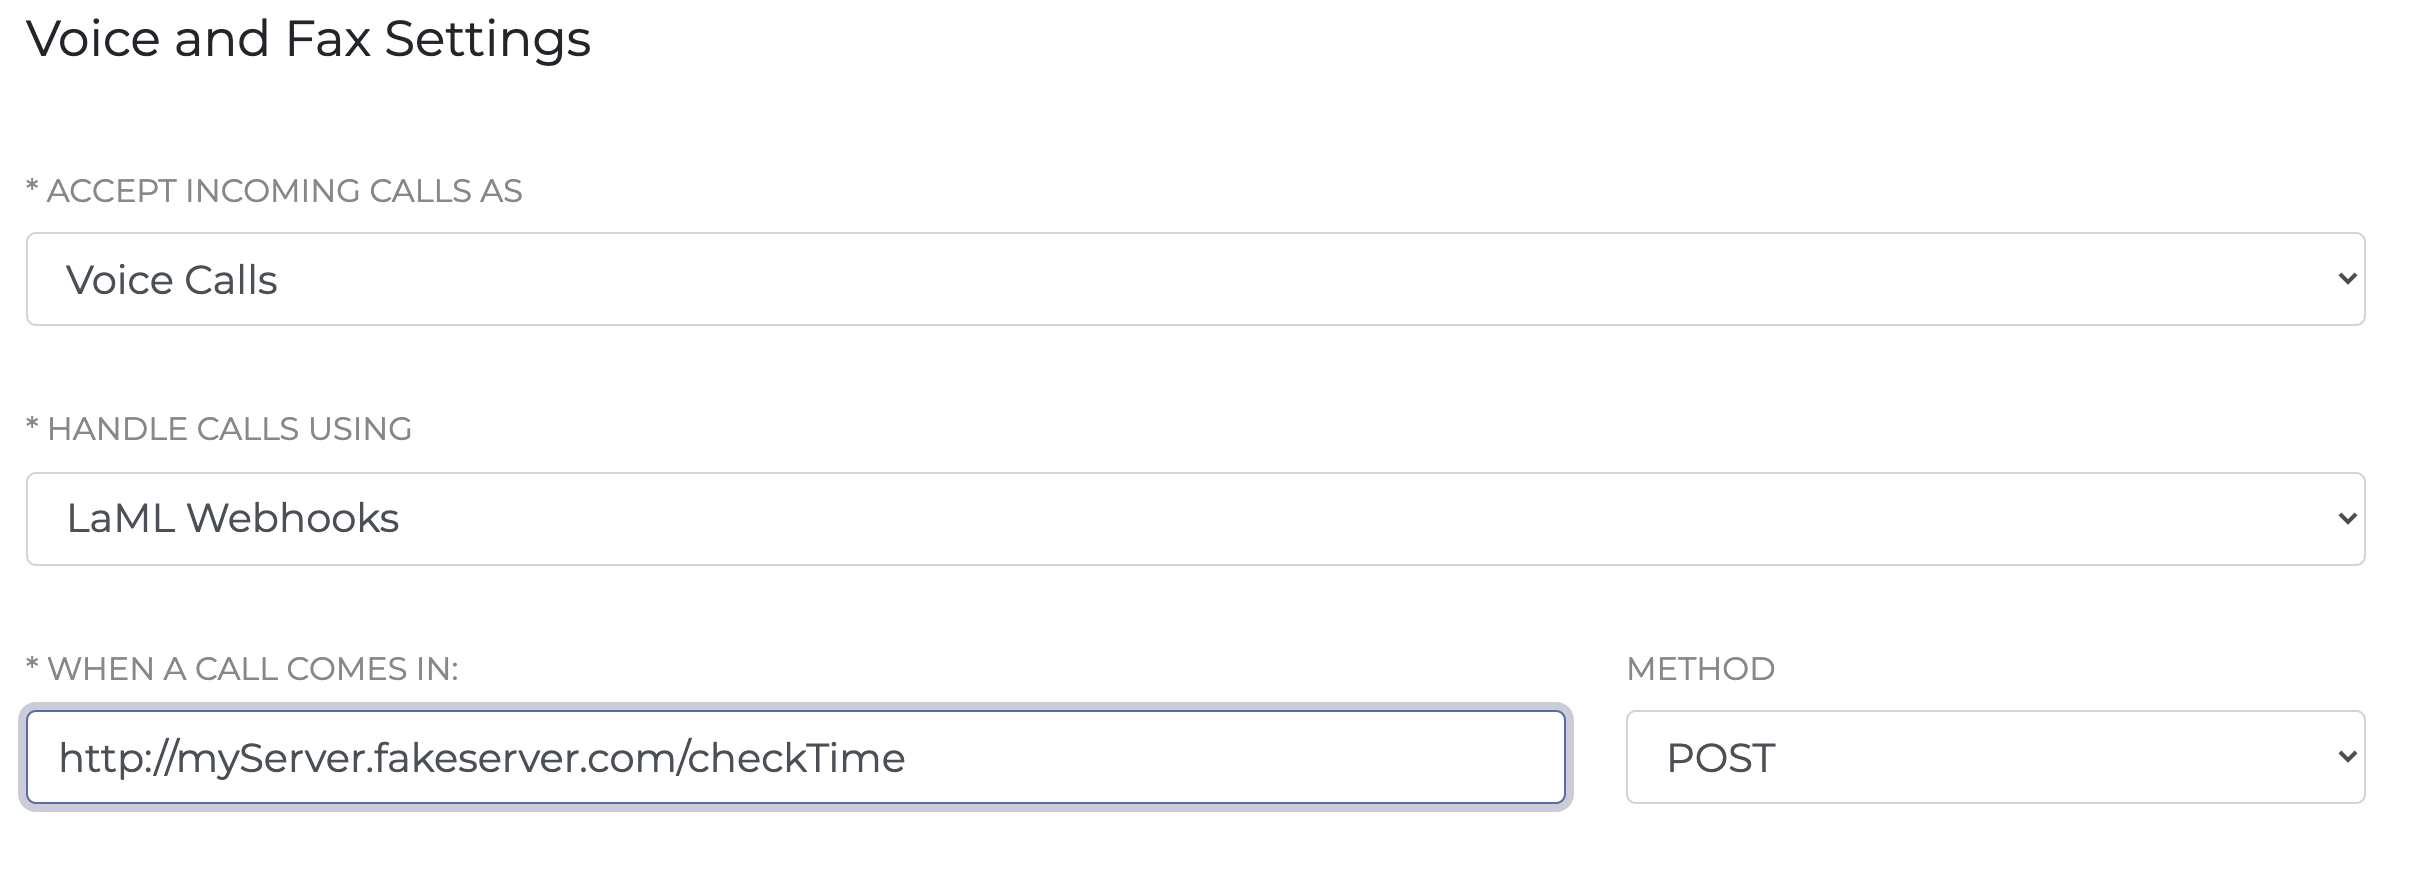 Voice and Fax Settings
* ACCEPT INCOMING CALLS AS
Voice Calls
* HANDLE CALLS USING
LaML Webhooks
* WHEN A CALL COMES IN:
METHOD
http://myServer.fakeserver.com/checkTime
POST